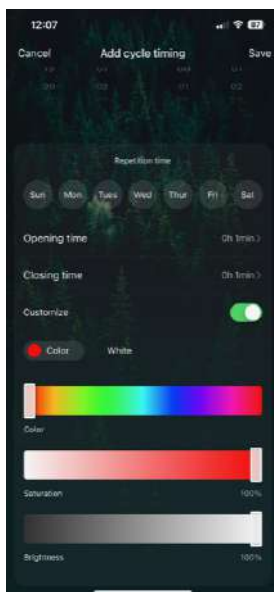 12:07
87
Cancel Add cycle timing Save
Repetition time
Sun Mon Tues Wed Thur Fri Sat
Opening time 0h 1min
Closing time 0h 1min
Customize
Color White
Color
Saturation 100%
Brightness 100%